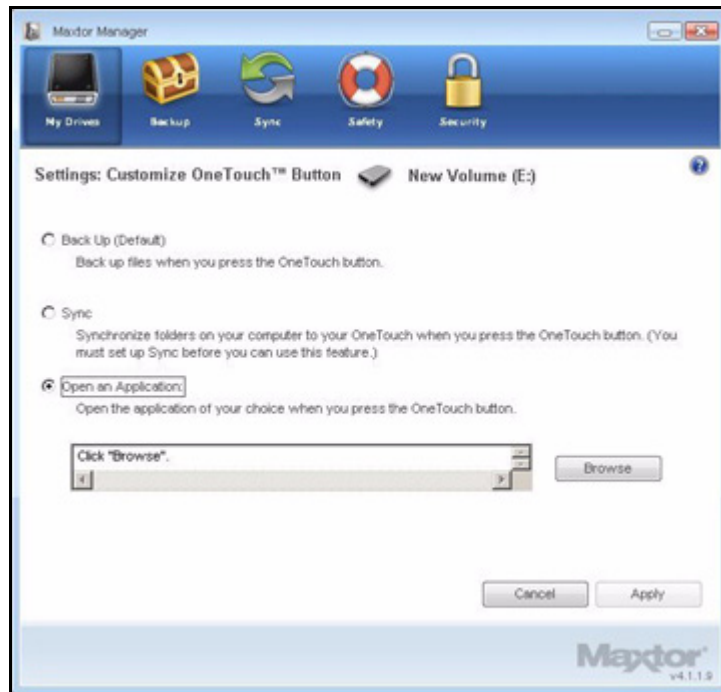 Maxtor Manager
My Drives Backup Sync Safety Security
Settings: Customize OneTouch™ Button New Volume (E:)
Back Up (Default)
Back up files when you press the OneTouch button.
Sync
Synchronize folders on your computer to your OneTouch when you press the OneTouch button. (You
must set up Sync before you can use this feature.)
Open an Application:
Open the application of your choice when you press the OneTouch button.
Click "Browse".
Browse
Cancel Apply
Maxtor
v4.1.1.9